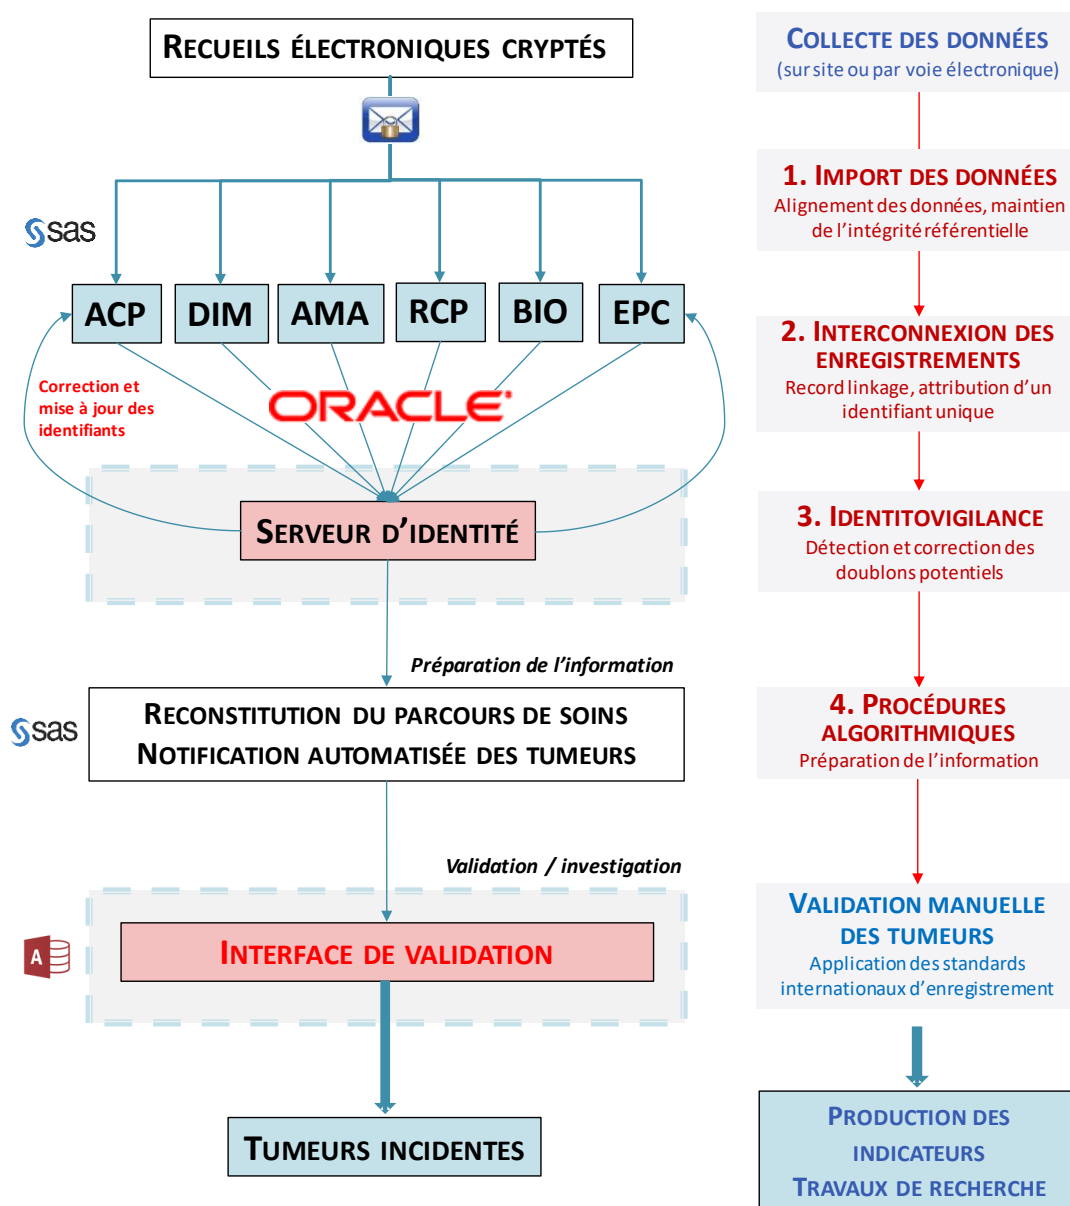 RECUEILS ÉLECTRONIQUES CRYPTÉS
sas
ACP
DIM
AMA
RCP
BIO
EPC
Correction et
mise à jour des
identifiants
ORACLE
SERVEUR D’IDENTITÉ
Préparation de l’information
sas
RECONSTITUTION DU PARCOURS DE SOINS
NOTIFICATION AUTOMATISÉE DES TUMEURS
Validation / investigation
A
INTERFACE DE VALIDATION
TUMEURS INCIDENTES
COLLECTE DES DONNÉES
(sur site ou par voie électronique)
1. IMPORT DES DONNÉES
Alignement des données, maintien
de l’intégrité référentielle
2. INTERCONNEXION DES
ENREGISTREMENTS
Record linkage, attribution d’un
identifiant unique
3. IDENTITOVIGILANCE
Détection et correction des
doublons potentiels
4. PROCÉDURES
ALGORITHMIQUES
Préparation de l’information
VALIDATION MANUELLE
DES TUMEURS
Application des standards
internationaux d’enregistrement
PRODUCTION DES
INDICATEURS
TRAVAUX DE RECHERCHE